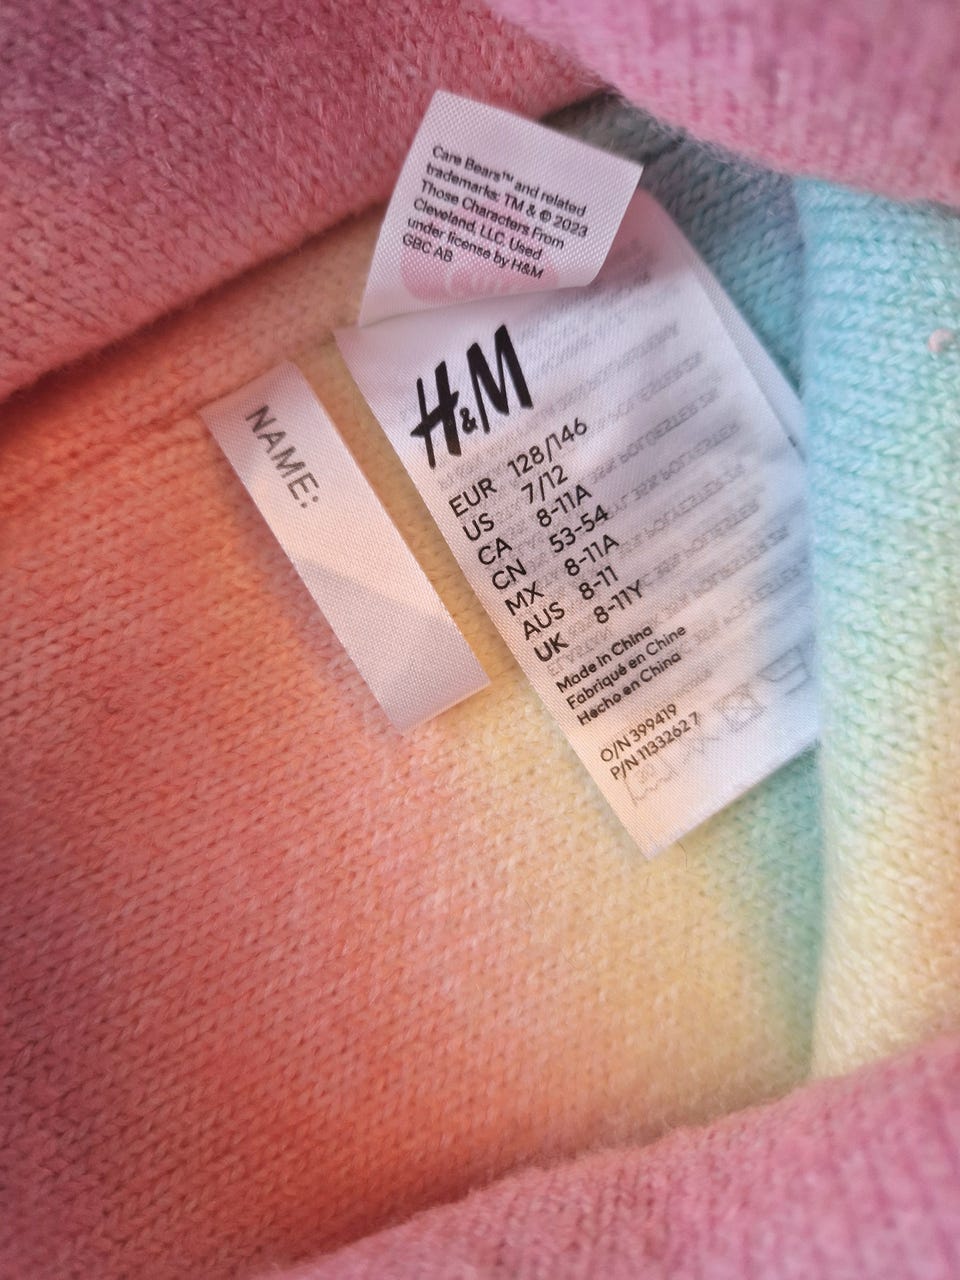 Care Bears™ and related
trademarks: TM & © 2023
Those Characters From
Cleveland, LLC. Used
under license by H&M
GBC AB
H&M
NAME:
EUR 128/146
US 7/12
CA 8-11A
CN 53-54
MX 8-11A
AUS 8-11
UK 8-11Y
Made in China
Fabriqué en Chine
Hecho en China
O/N 399419
P/N 11332627